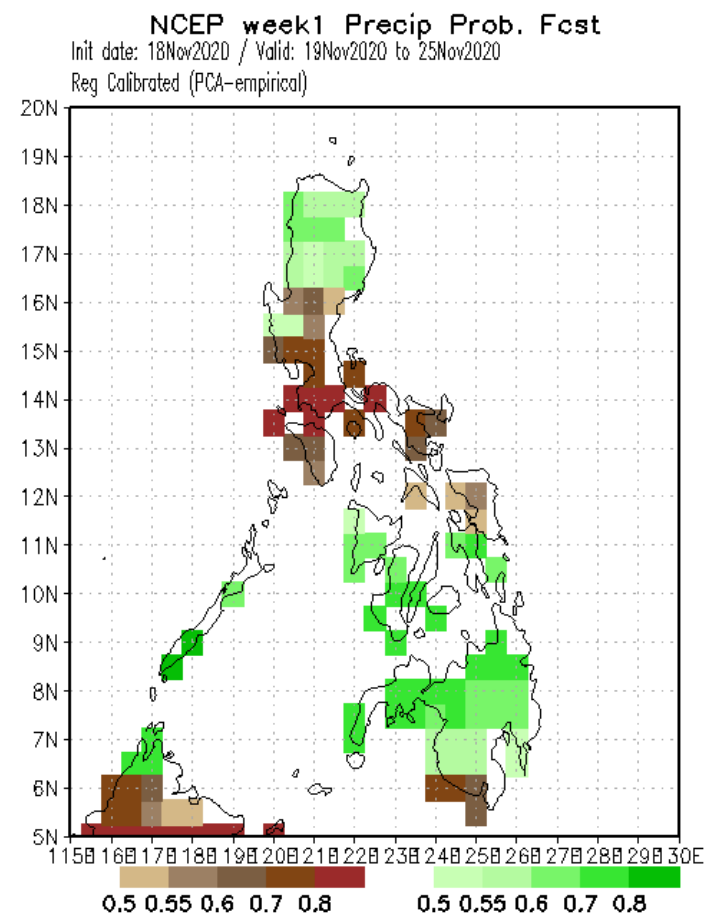 NCEP week1 Precip Prob. Fcst
Init date: 18Nov2020 / Valid: 19Nov2020 to 25Nov2020
Reg Calibrated (PCA-empirical)
20N
19N
18N
17N
16N
15N
14N
13N
12N
11N
10N
9N
8N
7N
6N
5N
115E 116E 117E 118E 119E 120E 121E 122E 123E 124E 125E 126E 127E 128E 129E 130E
0.5 0.55 0.6 0.7 0.8 0.5 0.55 0.6 0.7 0.8